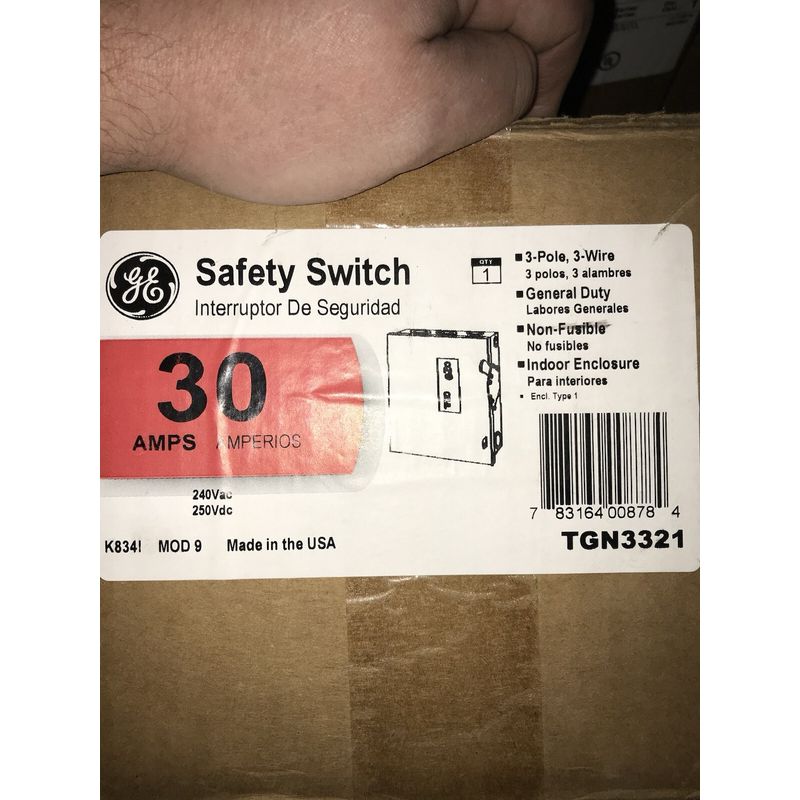 GE
Safety Switch
Interruptor De Seguridad
QTY
1
3-Pole, 3-Wire
3 polos, 3 alambres
General Duty
Labores Generales
Non-Fusible
No fusibles
Indoor Enclosure
Para interiores
Encl. Type 1
30
AMPS AMPERIOS
240Vac
250Vdc
K834I MOD 9 Made in the USA
7 83164 00878 4
TGN3321